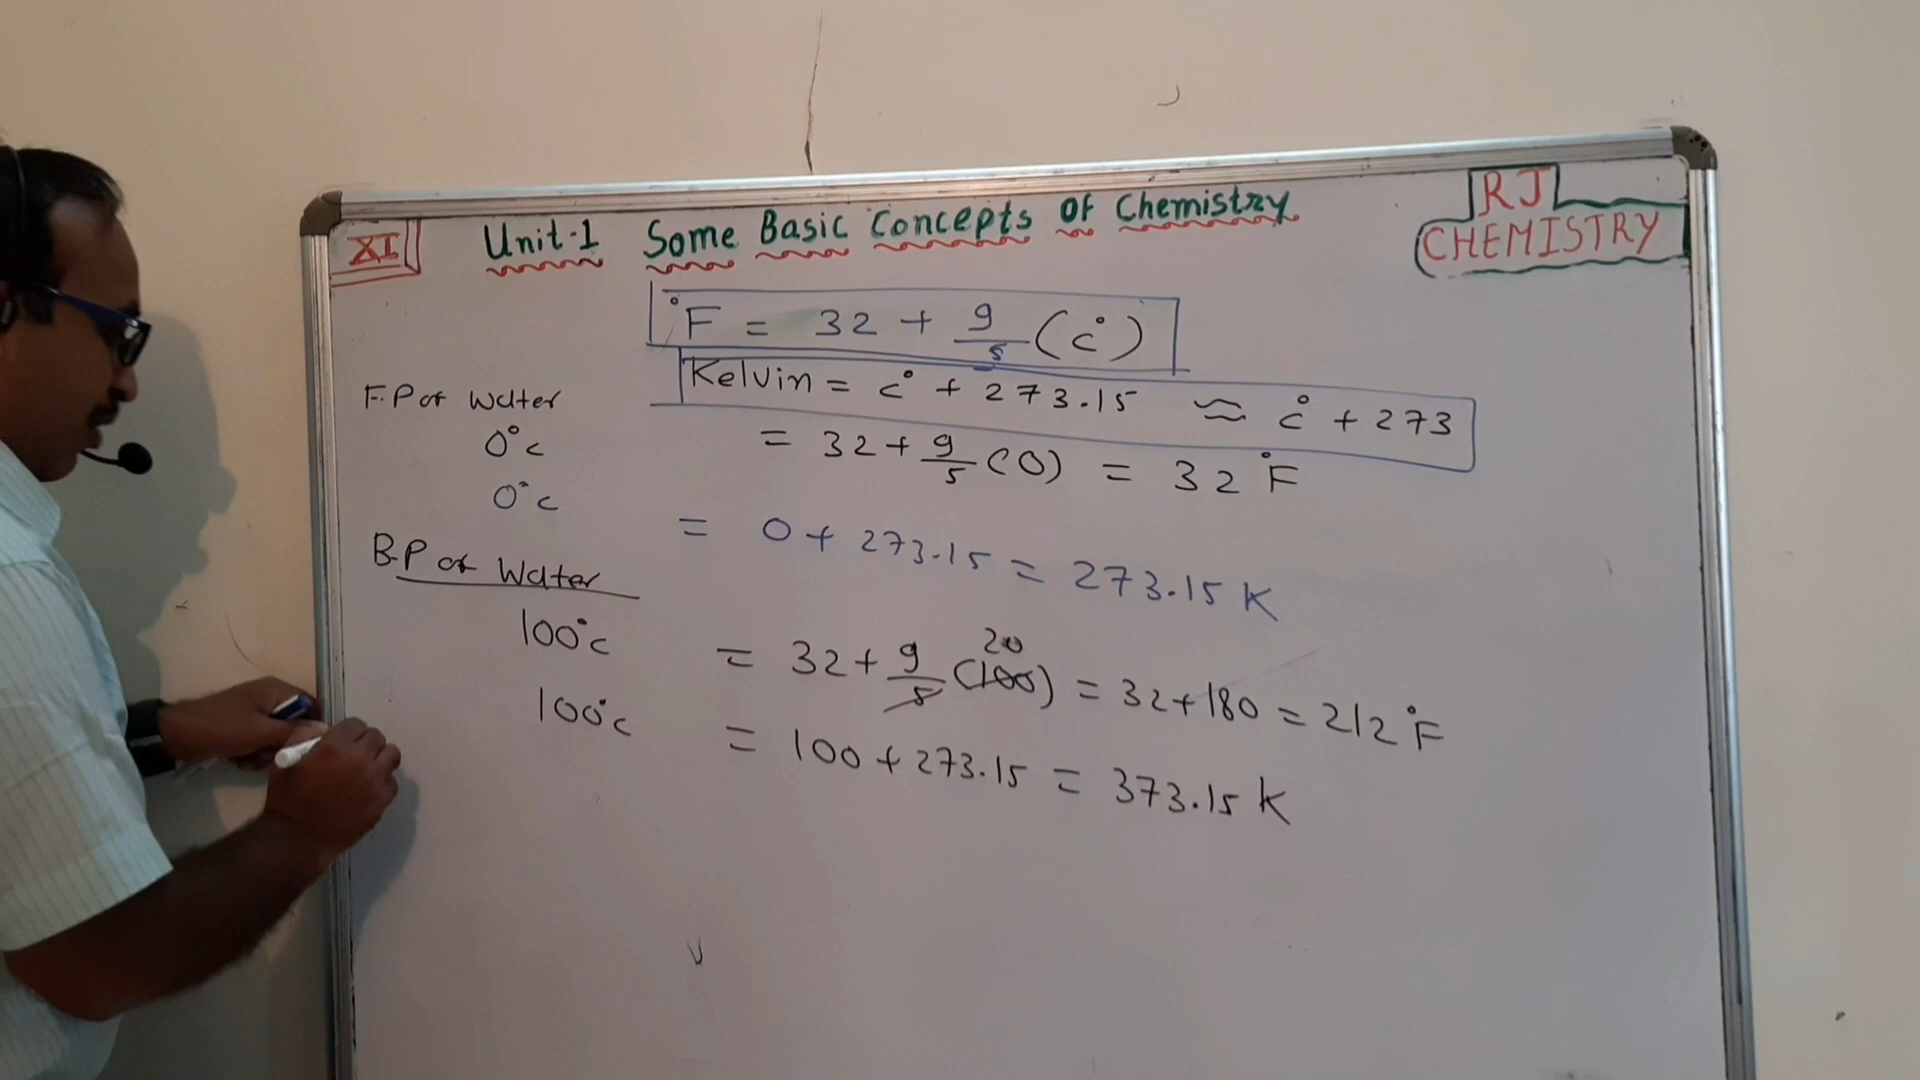 XI Unit-1 Some Basic Concepts Of Chemistry
RJ
CHEMISTRY
°F = 32 + 9/5 (c°)
Kelvin = c° + 273.15 ≈ c° + 273
F.P of Water
0°c = 32 + 9/5 (0) = 32 °F
0°c = 0 + 273.15 = 273.15 K
B.P of Water
100°c = 32 + 9/5 (100) 20 = 32 + 180 = 212 °F
100°c = 100 + 273.15 = 373.15 K